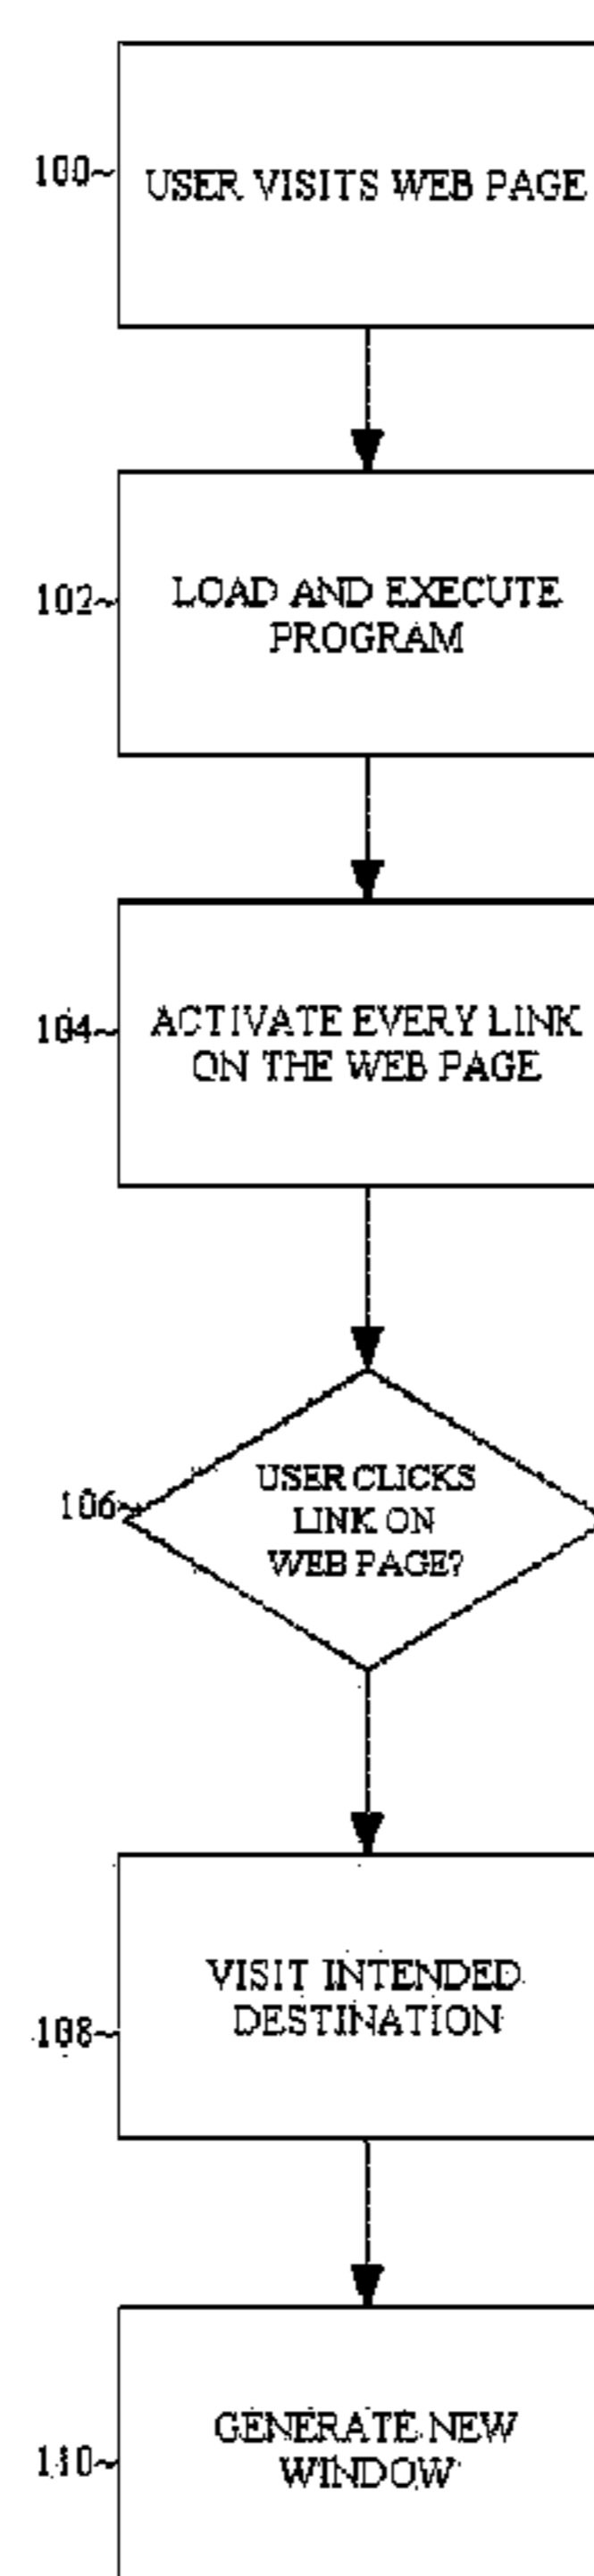 100~
USER VISITS WEB PAGE
102~
LOAD AND EXECUTE
PROGRAM
104~
ACTIVATE EVERY LINK
ON THE WEB PAGE
106~
USER CLICKS
LINK ON
WEB PAGE?
108~
VISIT INTENDED
DESTINATION
110~
GENERATE NEW
WINDOW